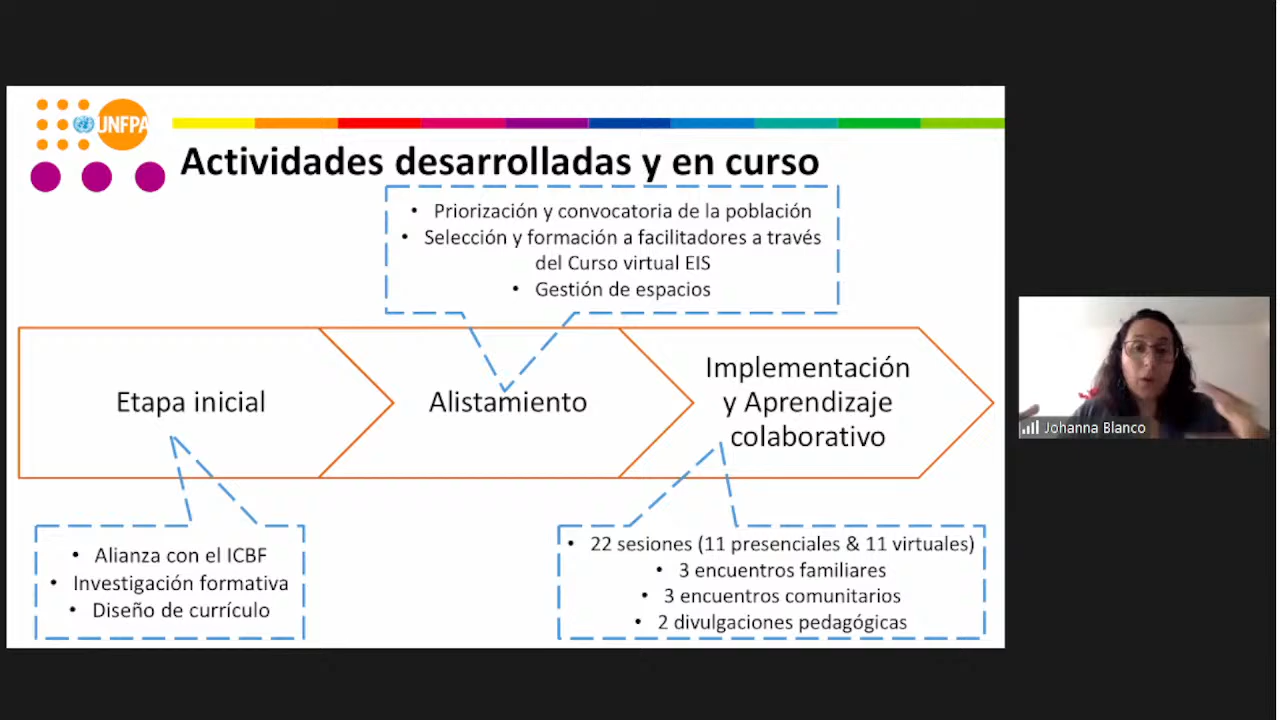 UNFPA
Actividades desarrolladas y en curso
• Priorización y convocatoria de la población
• Selección y formación a facilitadores a través
del Curso virtual EIS
• Gestión de espacios
Etapa inicial
Alistamiento
Implementación
y Aprendizaje
colaborativo
• Alianza con el ICBF
• Investigación formativa
• Diseño de currículo
• 22 sesiones (11 presenciales & 11 virtuales)
• 3 encuentros familiares
• 3 encuentros comunitarios
• 2 divulgaciones pedagógicas
Johanna Blanco